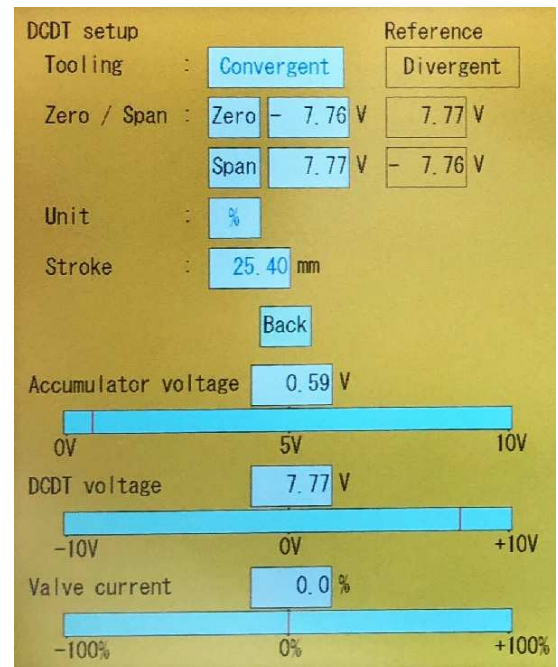 DCDT setup Reference
Tooling : Convergent Divergent
Zero / Span : Zero - 7.76 V 7.77 V
Span 7.77 V - 7.76 V
Unit : %
Stroke : 25.40 mm
Back
Accumulator voltage 0.59 V
0V 5V 10V
DCDT voltage 7.77 V
-10V 0V +10V
Valve current 0.0 %
-100% 0% +100%